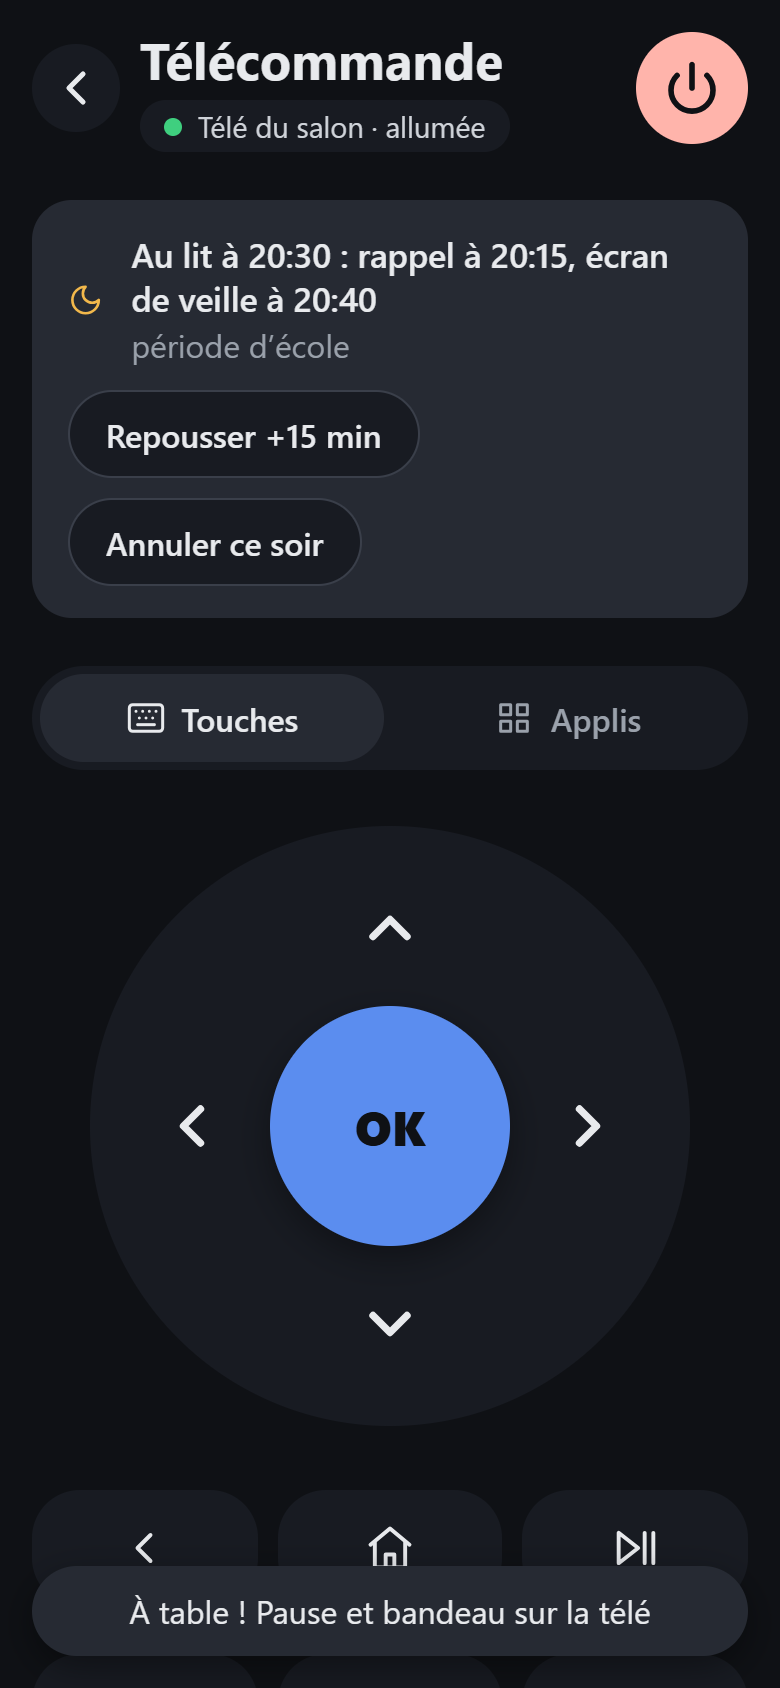 Télécommande
Télé du salon · allumée
Au lit à 20:30 : rappel à 20:15, écran
de veille à 20:40
période d’école
Repousser +15 min
Annuler ce soir
Touches
Applis
OK
À table ! Pause et bandeau sur la télé